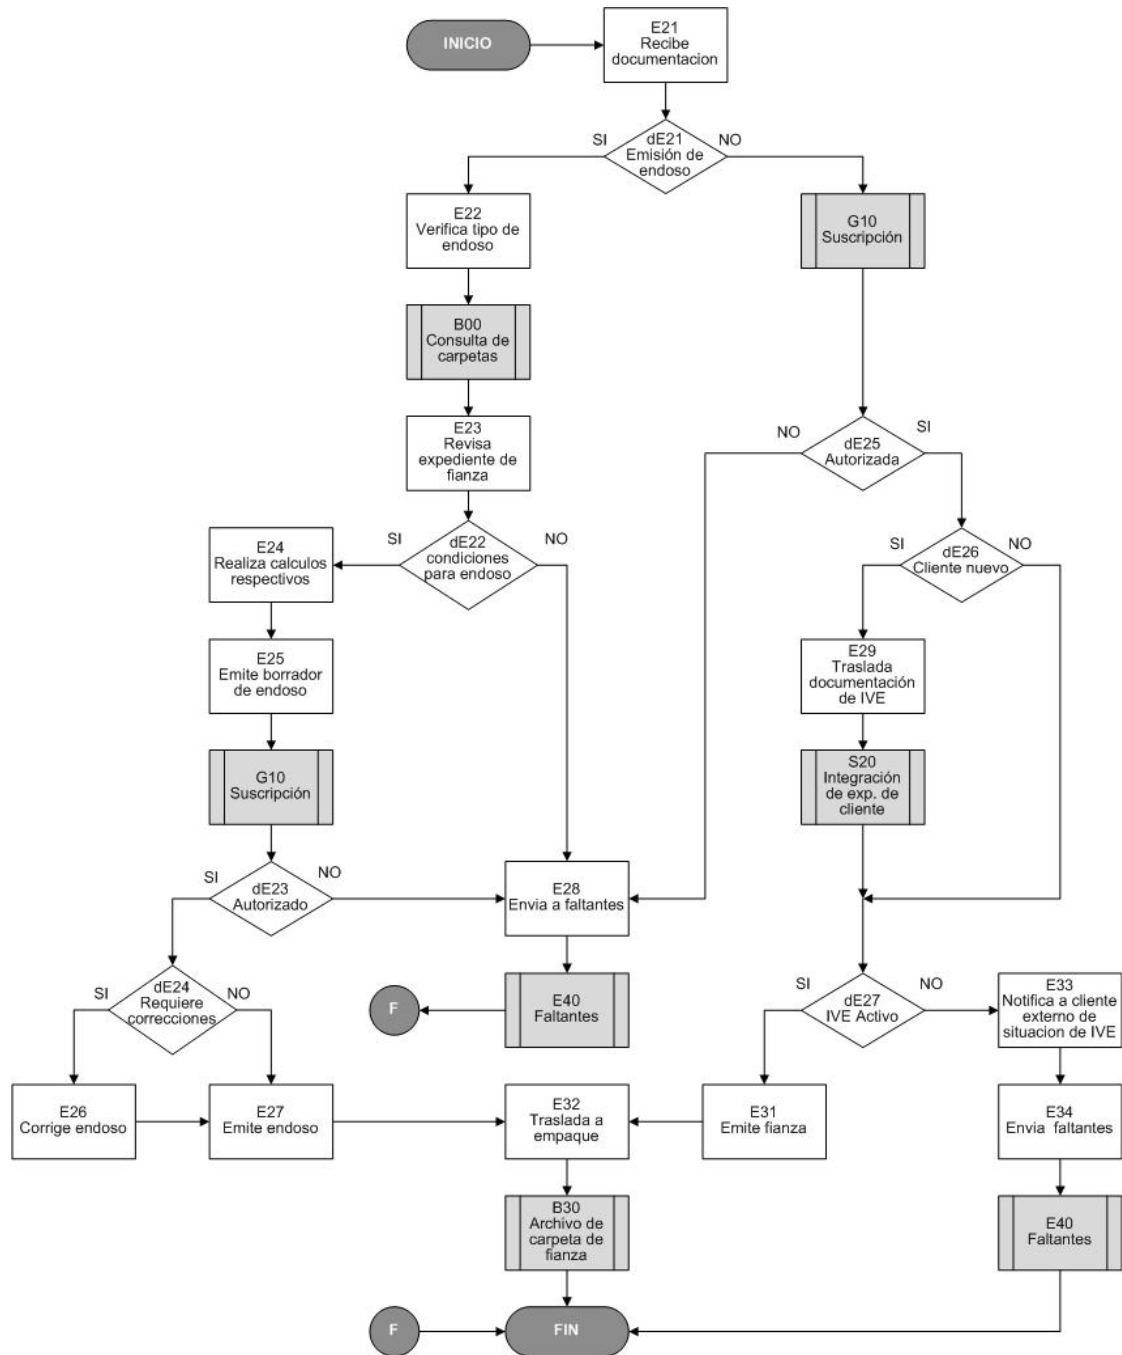 INICIO
E21
Recibe
documentacion
SI
dE21
Emisión de
endoso
NO
E22
Verifica tipo de
endoso
G10
Suscripción
B00
Consulta de
carpetas
E23
Revisa
expediente de
fianza
NO
dE25
Autorizada
SI
E24
Realiza calculos
respectivos
SI
dE22
condiciones
para endoso
NO
SI
dE26
Cliente nuevo
NO
E25
Emite borrador
de endoso
E29
Traslada
documentación
de IVE
G10
Suscripción
S20
Integración
de exp. de
cliente
SI
dE23
Autorizado
NO
E28
Envia a faltantes
SI
dE24
Requiere
correcciones
NO
F
E40
Faltantes
SI
dE27
IVE Activo
NO
E33
Notifica a cliente
externo de
situacion de IVE
E26
Corrige endoso
E27
Emite endoso
E32
Traslada a
empaque
E31
Emite fianza
E34
Envia faltantes
B30
Archivo de
carpeta de
fianza
E40
Faltantes
F
FIN